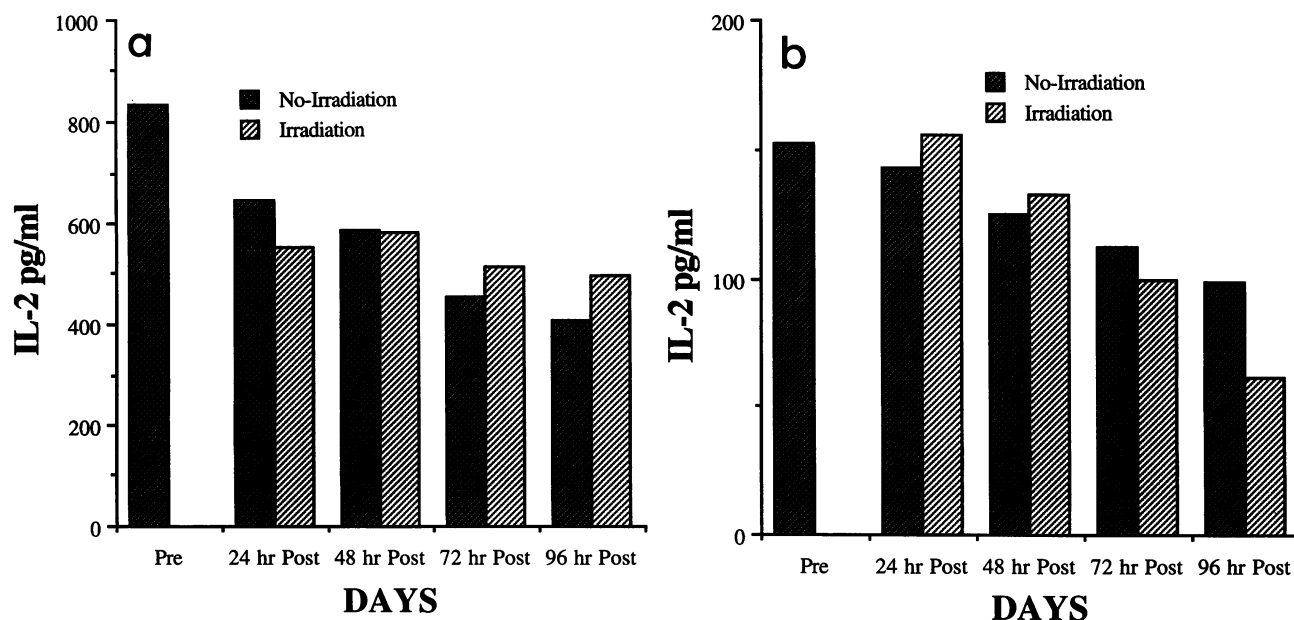 a
1000
800
600
400
200
0
IL-2 pg/ml
No-Irradiation
Irradiation
Pre
24 hr Post
48 hr Post
72 hr Post
96 hr Post
DAYS
b
200
100
0
IL-2 pg/ml
No-Irradiation
Irradiation
Pre
24 hr Post
48 hr Post
72 hr Post
96 hr Post
DAYS